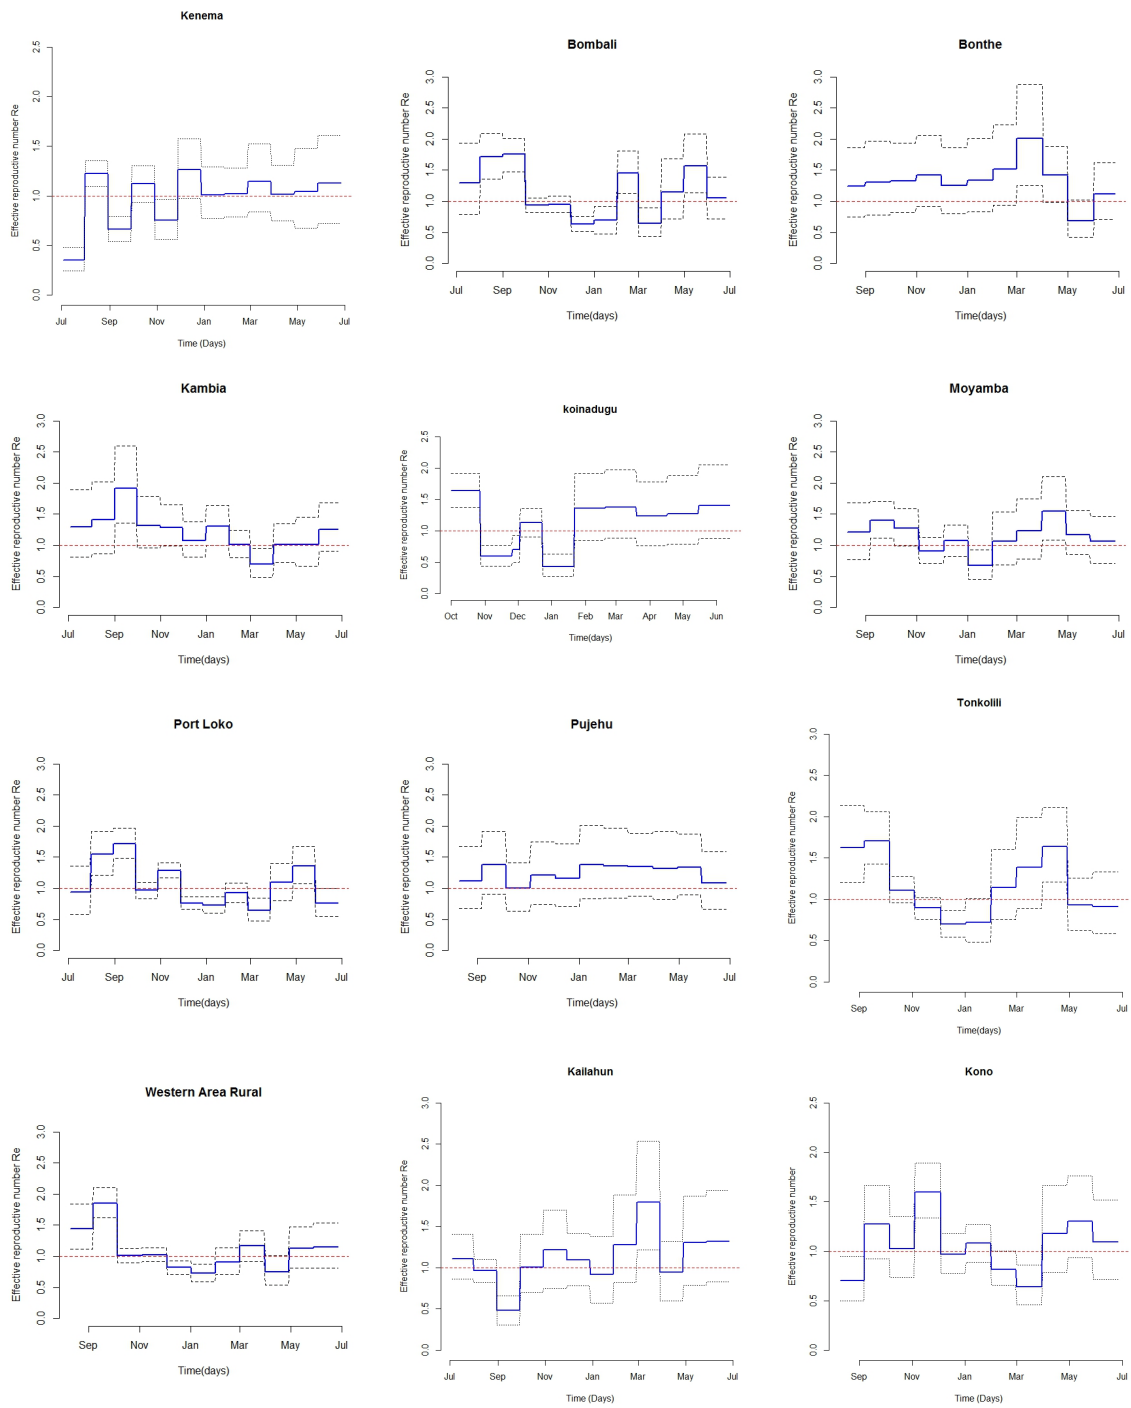 Kenema
Effective reproductive number Re
0.0 0.5 1.0 1.5 2.0 2.5
Jul Sep Nov Jan Mar May Jul
Time (Days)
Bombali
Effective reproductive number Re
0.0 0.5 1.0 1.5 2.0 2.5 3.0
Jul Sep Nov Jan Mar May Jul
Time(days)
Bonthe
Effective reproductive number Re
0.0 0.5 1.0 1.5 2.0 2.5 3.0
Sep Nov Jan Mar May Jul
Time(days)
Kambia
Effective reproductive number Re
0.0 0.5 1.0 1.5 2.0 2.5 3.0
Jul Sep Nov Jan Mar May Jul
Time(days)
koinadugu
Effective reproductive number Re
0.0 0.5 1.0 1.5 2.0 2.5
Oct Nov Dec Jan Feb Mar Apr May Jun
Time(days)
Moyamba
Effective reproductive number Re
0.0 0.5 1.0 1.5 2.0 2.5 3.0
Sep Nov Jan Mar May Jul
Time(days)
Port Loko
Effective reproductive number Re
0.0 0.5 1.0 1.5 2.0 2.5 3.0
Jul Sep Nov Jan Mar May Jul
Time(days)
Pujehu
Effective reproductive number Re
0.0 0.5 1.0 1.5 2.0 2.5 3.0
Sep Nov Jan Mar May Jul
Time(days)
Tonkolili
Effective reproductive number Re
0.0 0.5 1.0 1.5 2.0 2.5 3.0
Sep Nov Jan Mar May Jul
Time(days)
Western Area Rural
Effective reproductive number Re
0.0 0.5 1.0 1.5 2.0 2.5 3.0
Sep Nov Jan Mar May Jul
Time(days)
Kailahun
Effective reproductive number Re
0.0 0.5 1.0 1.5 2.0 2.5 3.0
Jul Sep Nov Jan Mar May Jul
Time (Days)
Kono
Effective reproductive number
0.0 0.5 1.0 1.5 2.0 2.5
Sep Nov Jan Mar May Jul
Time (Days)